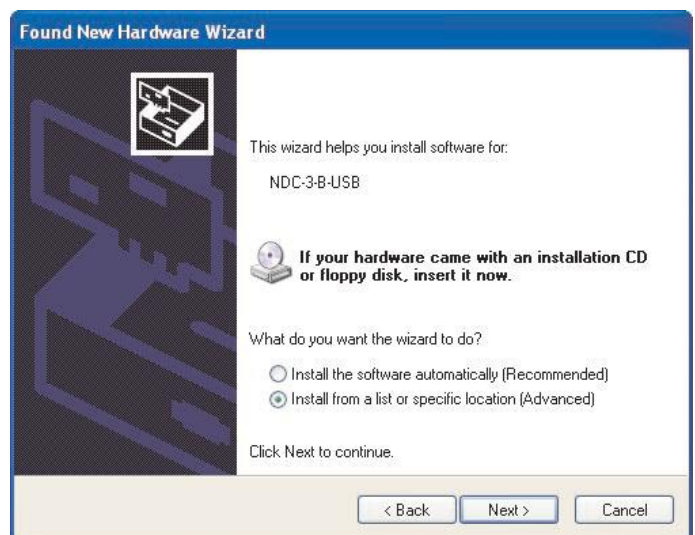 Found New Hardware Wizard
This wizard helps you install software for:
NDC-3-B-USB
If your hardware came with an installation CD
or floppy disk, insert it now.
What do you want the wizard to do?
Install the software automatically (Recommended)
Install from a list or specific location (Advanced)
Click Next to continue.
< Back Next > Cancel